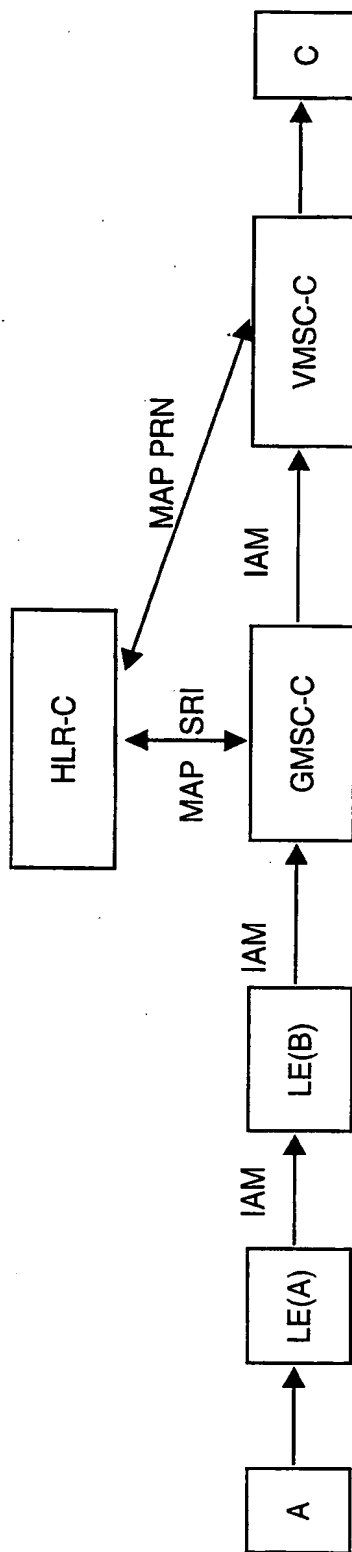 HLR-C
MAP SRI
MAP PRN
A
LE(A)
IAM
LE(B)
IAM
GMSC-C
IAM
VMSC-C
C